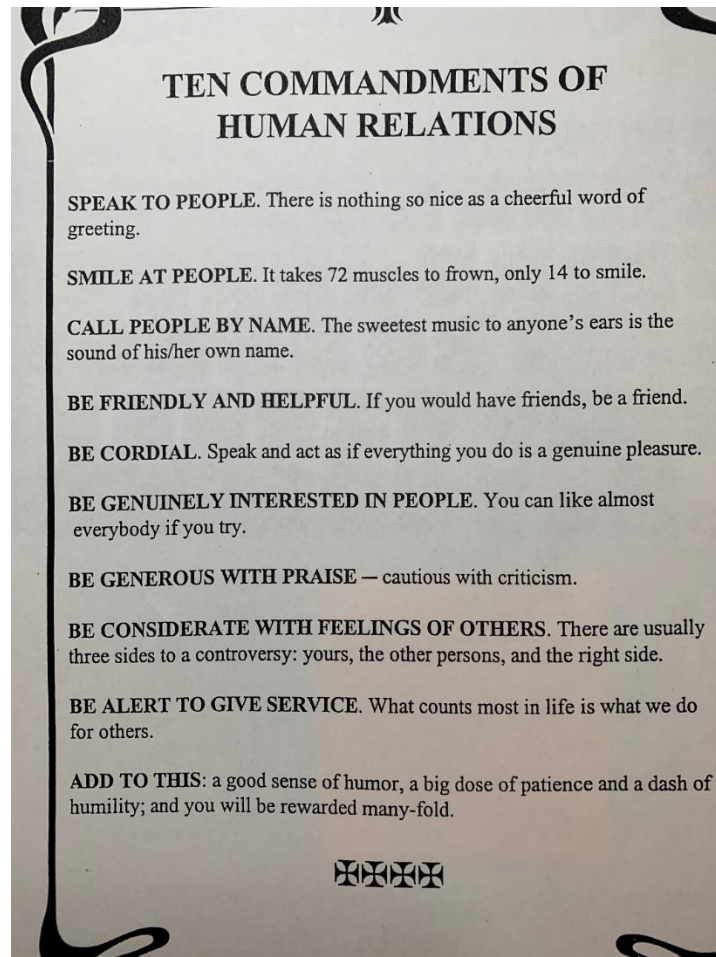 TEN COMMANDMENTS OF
HUMAN RELATIONS
SPEAK TO PEOPLE. There is nothing so nice as a cheerful word of
greeting.
SMILE AT PEOPLE. It takes 72 muscles to frown, only 14 to smile.
CALL PEOPLE BY NAME. The sweetest music to anyone's ears is the
sound of his/her own name.
BE FRIENDLY AND HELPFUL. If you would have friends, be a friend.
BE CORDIAL. Speak and act as if everything you do is a genuine pleasure.
BE GENUINELY INTERESTED IN PEOPLE. You can like almost
everybody if you try.
BE GENEROUS WITH PRAISE — cautious with criticism.
BE CONSIDERATE WITH FEELINGS OF OTHERS. There are usually
three sides to a controversy: yours, the other persons, and the right side.
BE ALERT TO GIVE SERVICE. What counts most in life is what we do
for others.
ADD TO THIS: a good sense of humor, a big dose of patience and a dash of
humility; and you will be rewarded many-fold.